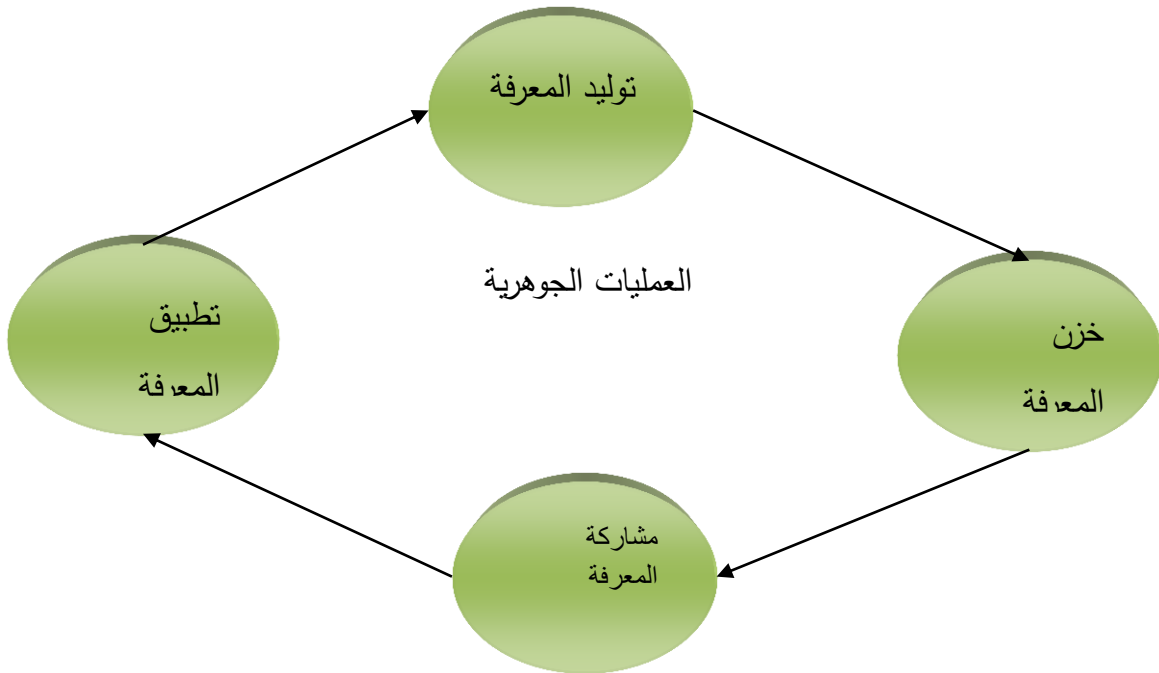 توليد المعرفة
العمليات الجوهرية
خزن
المعرفة
مشاركة
المعرفة
تطبيق
المعرفة